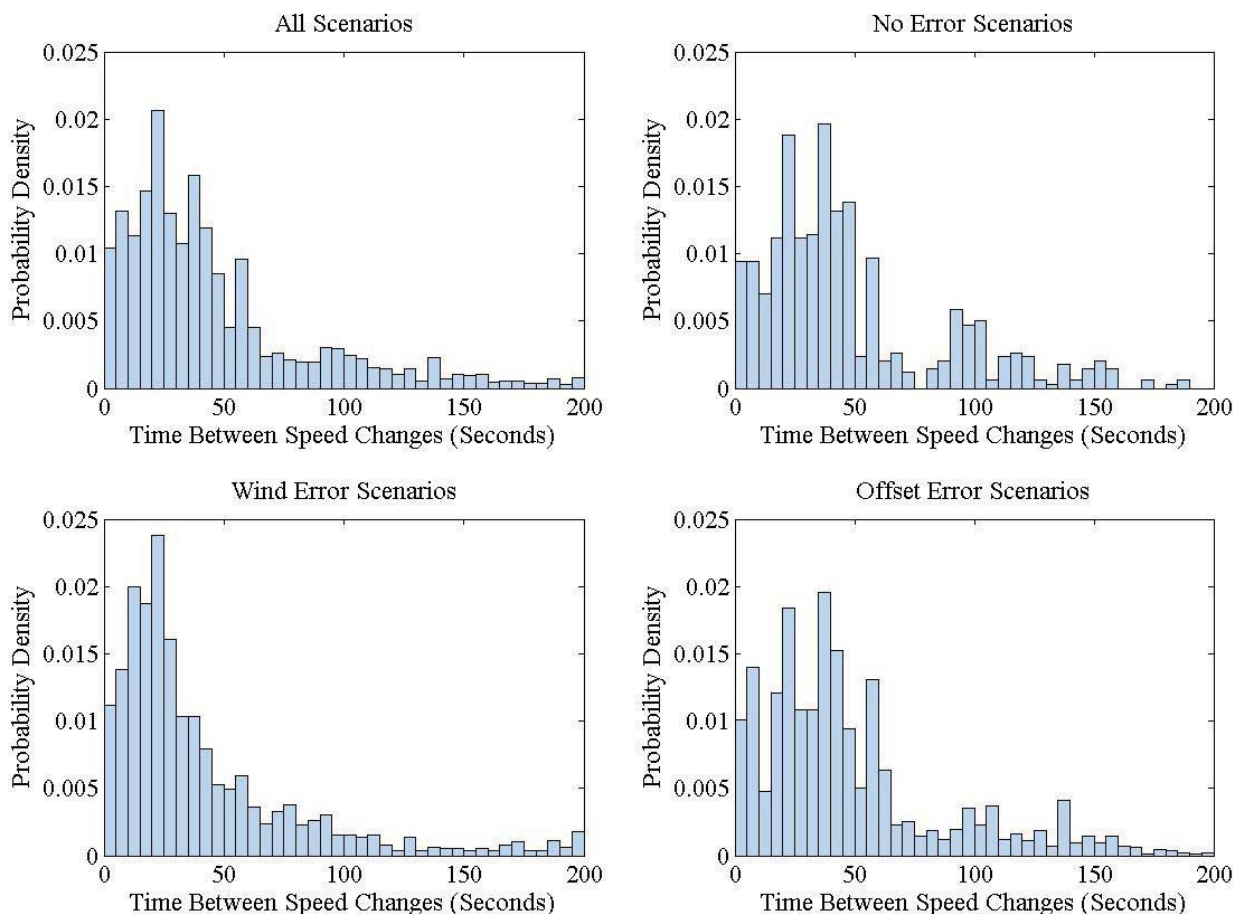 All Scenarios
0.025
0.02
0.015
0.01
0.005
0
Probability Density
0 50 100 150 200
Time Between Speed Changes (Seconds)
No Error Scenarios
0.025
0.02
0.015
0.01
0.005
0
Probability Density
0 50 100 150 200
Time Between Speed Changes (Seconds)
Wind Error Scenarios
0.025
0.02
0.015
0.01
0.005
0
Probability Density
0 50 100 150 200
Time Between Speed Changes (Seconds)
Offset Error Scenarios
0.025
0.02
0.015
0.01
0.005
0
Probability Density
0 50 100 150 200
Time Between Speed Changes (Seconds)